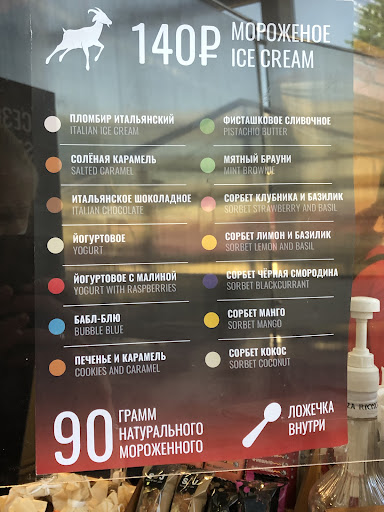 140₽ МОРОЖЕНОЕ
ICE CREAM
ПЛОМБИР ИТАЛЬЯНСКИЙ
ITALIAN ICE CREAM
СОЛЁНАЯ КАРАМЕЛЬ
SALTED CARAMEL
ИТАЛЬЯНСКОЕ ШОКОЛАДНОЕ
ITALIAN CHOCOLATE
ЙОГУРТОВОЕ
YOGURT
ЙОГУРТОВОЕ С МАЛИНОЙ
YOGURT WITH RASPBERRIES
БАБЛ-БЛЮ
BUBBLE BLUE
ПЕЧЕНЬЕ И КАРАМЕЛЬ
COOKIES AND CARAMEL
ФИСТАШКОВОЕ СЛИВОЧНОЕ
PISTACHIO BUTTER
МЯТНЫЙ БРАУНИ
MINT BROWNIE
СОРБЕТ КЛУБНИКА И БАЗИЛИК
SORBET STRAWBERRY AND BASIL
СОРБЕТ ЛИМОН И БАЗИЛИК
SORBET LEMON AND BASIL
СОРБЕТ ЧЁРНАЯ СМОРОДИНА
SORBET BLACKCURRANT
СОРБЕТ МАНГО
SORBET MANGO
СОРБЕТ КОКОС
SORBET COCONUT
90 ГРАММ
НАТУРАЛЬНОГО
МОРОЖЕННОГО
ЛОЖЕЧКА
ВНУТРИ